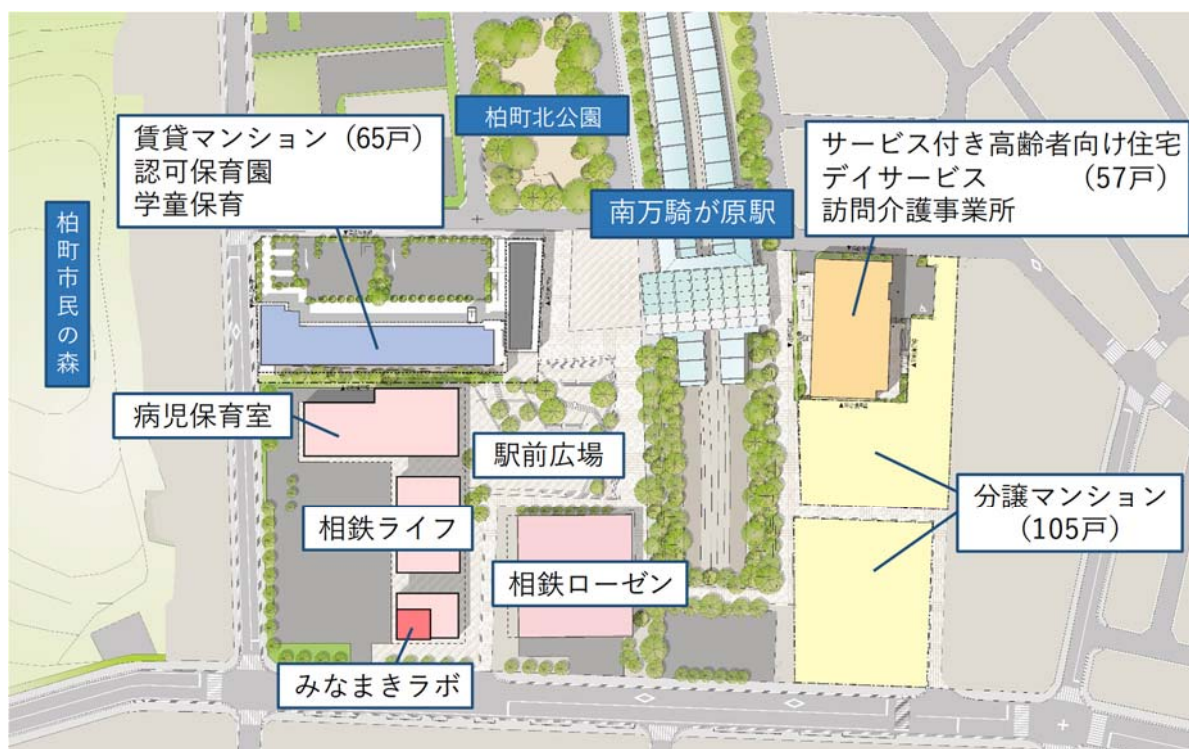 柏町北公園
賃貸マンション（65戸）
認可保育園
学童保育
サービス付き高齢者向け住宅
デイサービス　　　　（57戸）
訪問介護事業所
南万騎が原駅
柏町市民の森
病児保育室
駅前広場
相鉄ライフ
分譲マンション
（105戸）
相鉄ローゼン
みなまきラボ